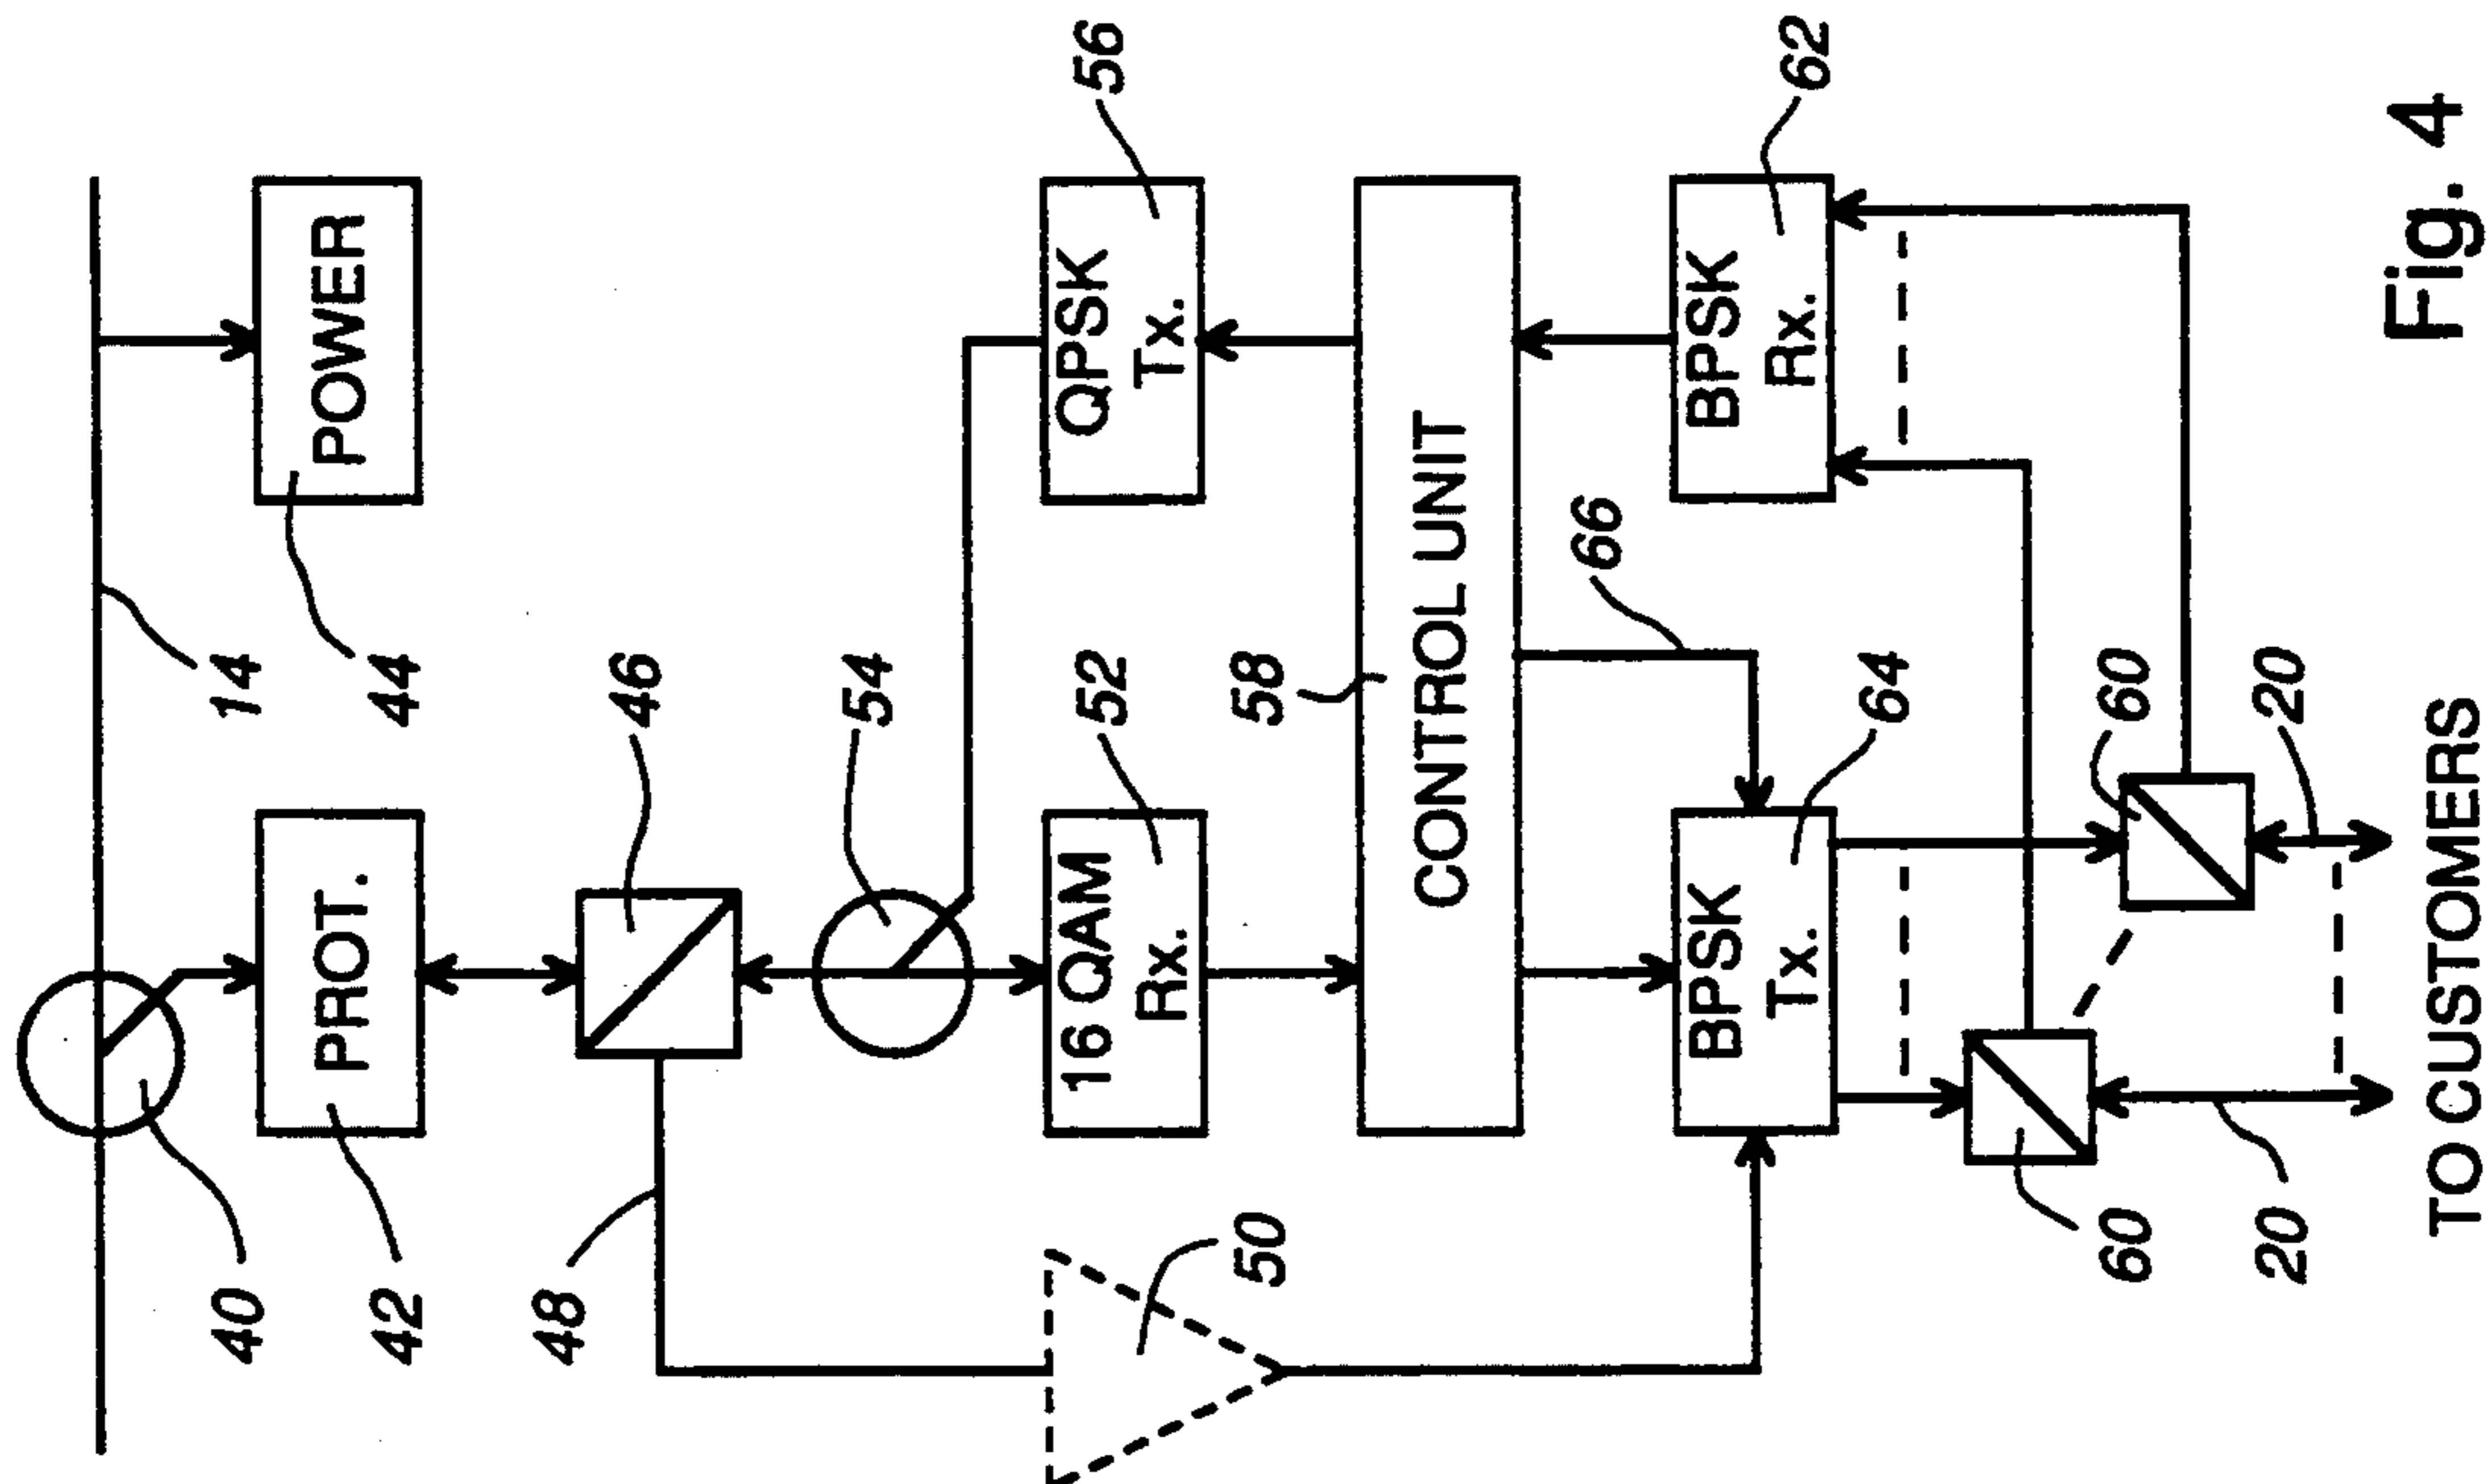 14
40
PROT.
42
POWER
44
46
48
54
50
16 QAM
Rx.
52
QPSK
Tx.
56
CONTROL UNIT
58
66
BPSK
Tx.
64
BPSK
Rx.
62
60
60
20
20
TO CUSTOMERS
Fig. 4